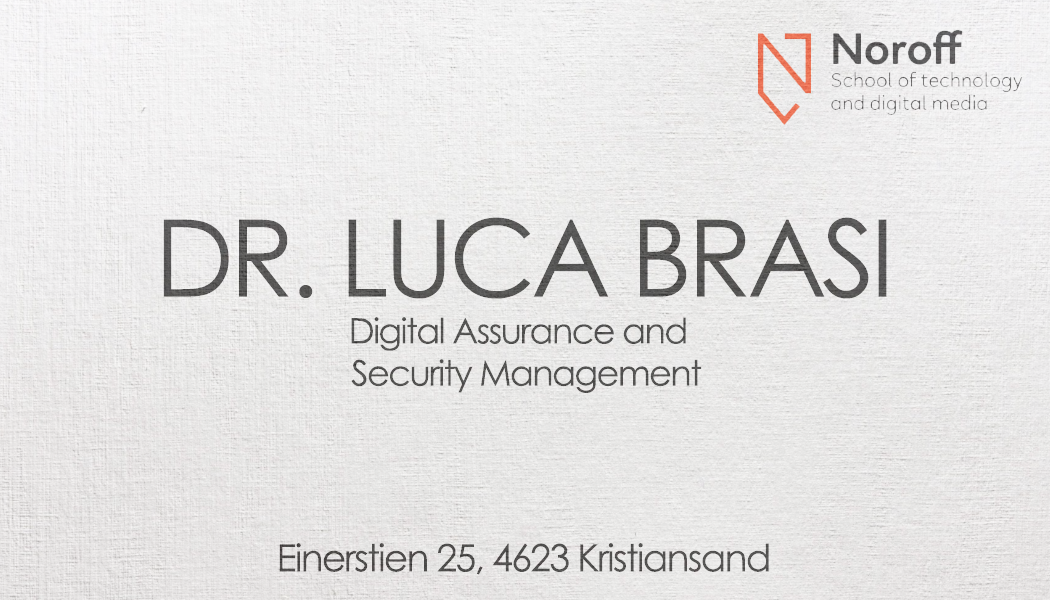 Noroff
School of technology
and digital media
DR. LUCA BRASI
Digital Assurance and
Security Management
Einerstien 25, 4623 Kristiansand